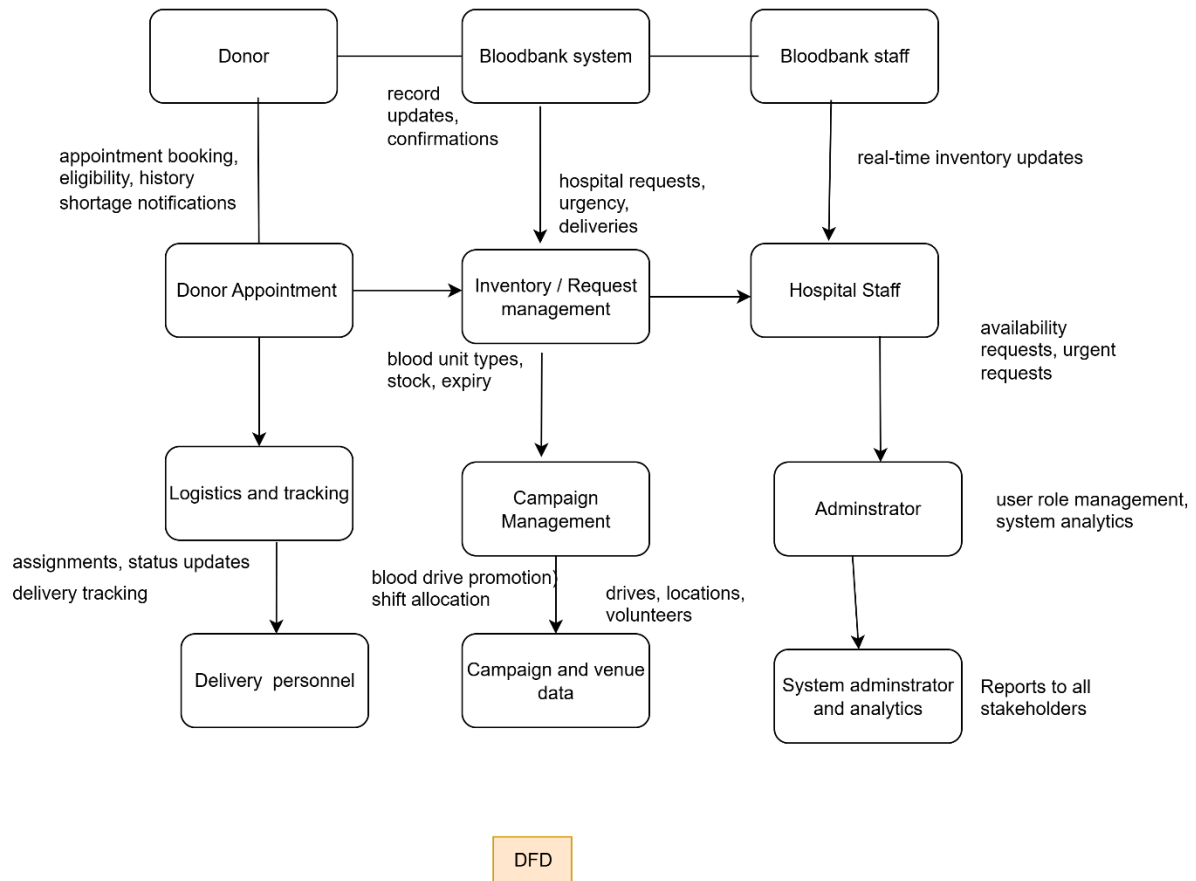 Donor
Bloodbank system
Bloodbank staff
record
updates,
confirmations
appointment booking,
eligibility, history
shortage notifications
real-time inventory updates
hospital requests,
urgency,
deliveries
Donor Appointment
Inventory / Request
management
Hospital Staff
availability
requests, urgent
requests
blood unit types,
stock, expiry
Logistics and tracking
Campaign
Management
Adminstrator
user role management,
system analytics
assignments, status updates
delivery tracking
blood drive promotion)
shift allocation
drives, locations,
volunteers
Delivery personnel
Campaign and venue
data
System adminstrator
and analytics
Reports to all
stakeholders
DFD